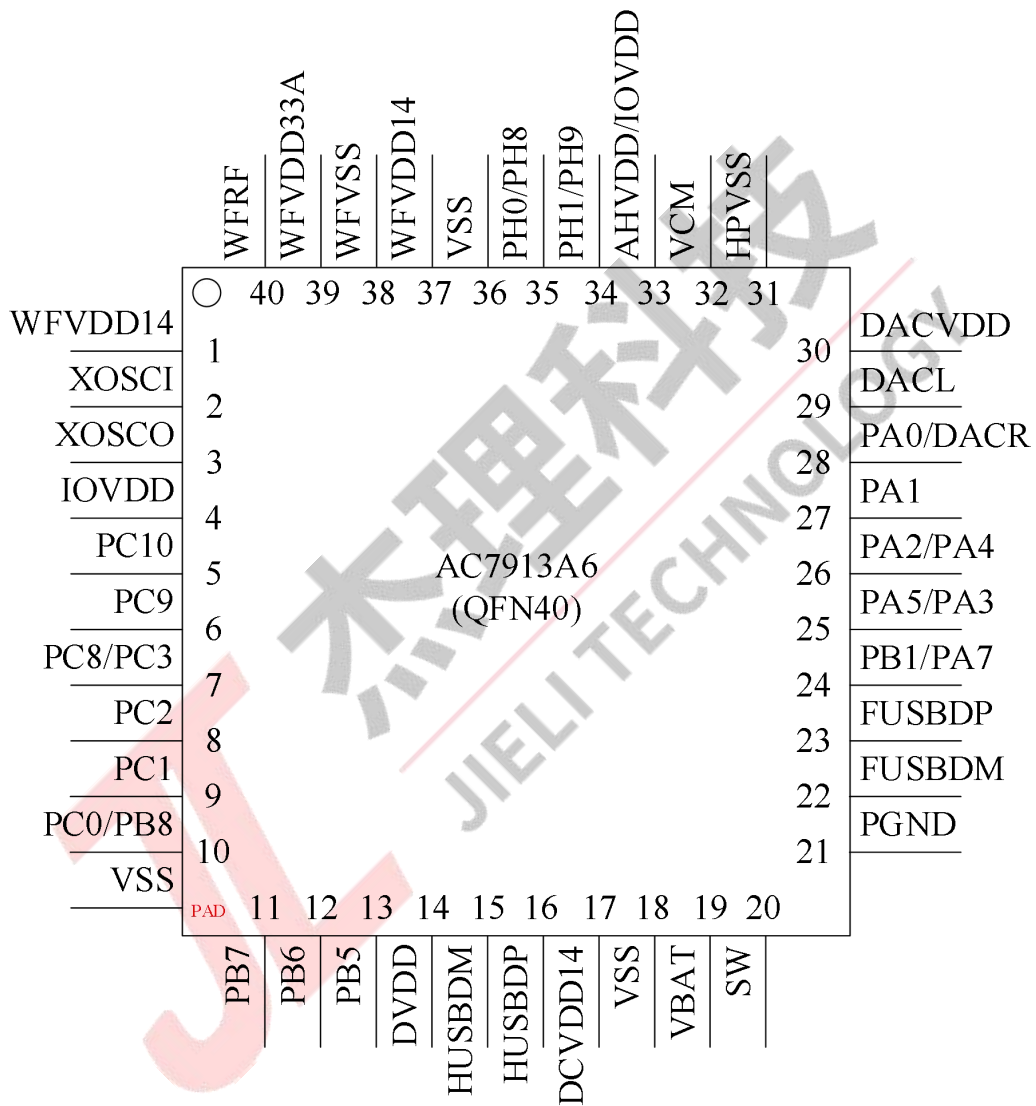 WFRF
WFVDD33A
WFVSS
WFVDD14
VSS
PH0/PH8
PH1/PH9
AHVDD/IOVDD
VCM
HPVSS
40
39
38
37
36
35
34
33
32
31
WFVDD14
1
XOSCI
2
XOSCO
3
IOVDD
4
PC10
5
PC9
6
PC8/PC3
7
PC2
8
PC1
9
PC0/PB8
10
VSS
PAD
AC7913A6
(QFN40)
DACVDD
30
DACL
29
PA0/DACR
28
PA1
27
PA2/PA4
26
PA5/PA3
25
PB1/PA7
24
FUSBDP
23
FUSBDM
22
PGND
21
11
12
13
14
15
16
17
18
19
20
PB7
PB6
PB5
DVDD
HUSBDM
HUSBDP
DCVDD14
VSS
VBAT
SW
JL
杰理科技
JIELI TECHNOLOGY